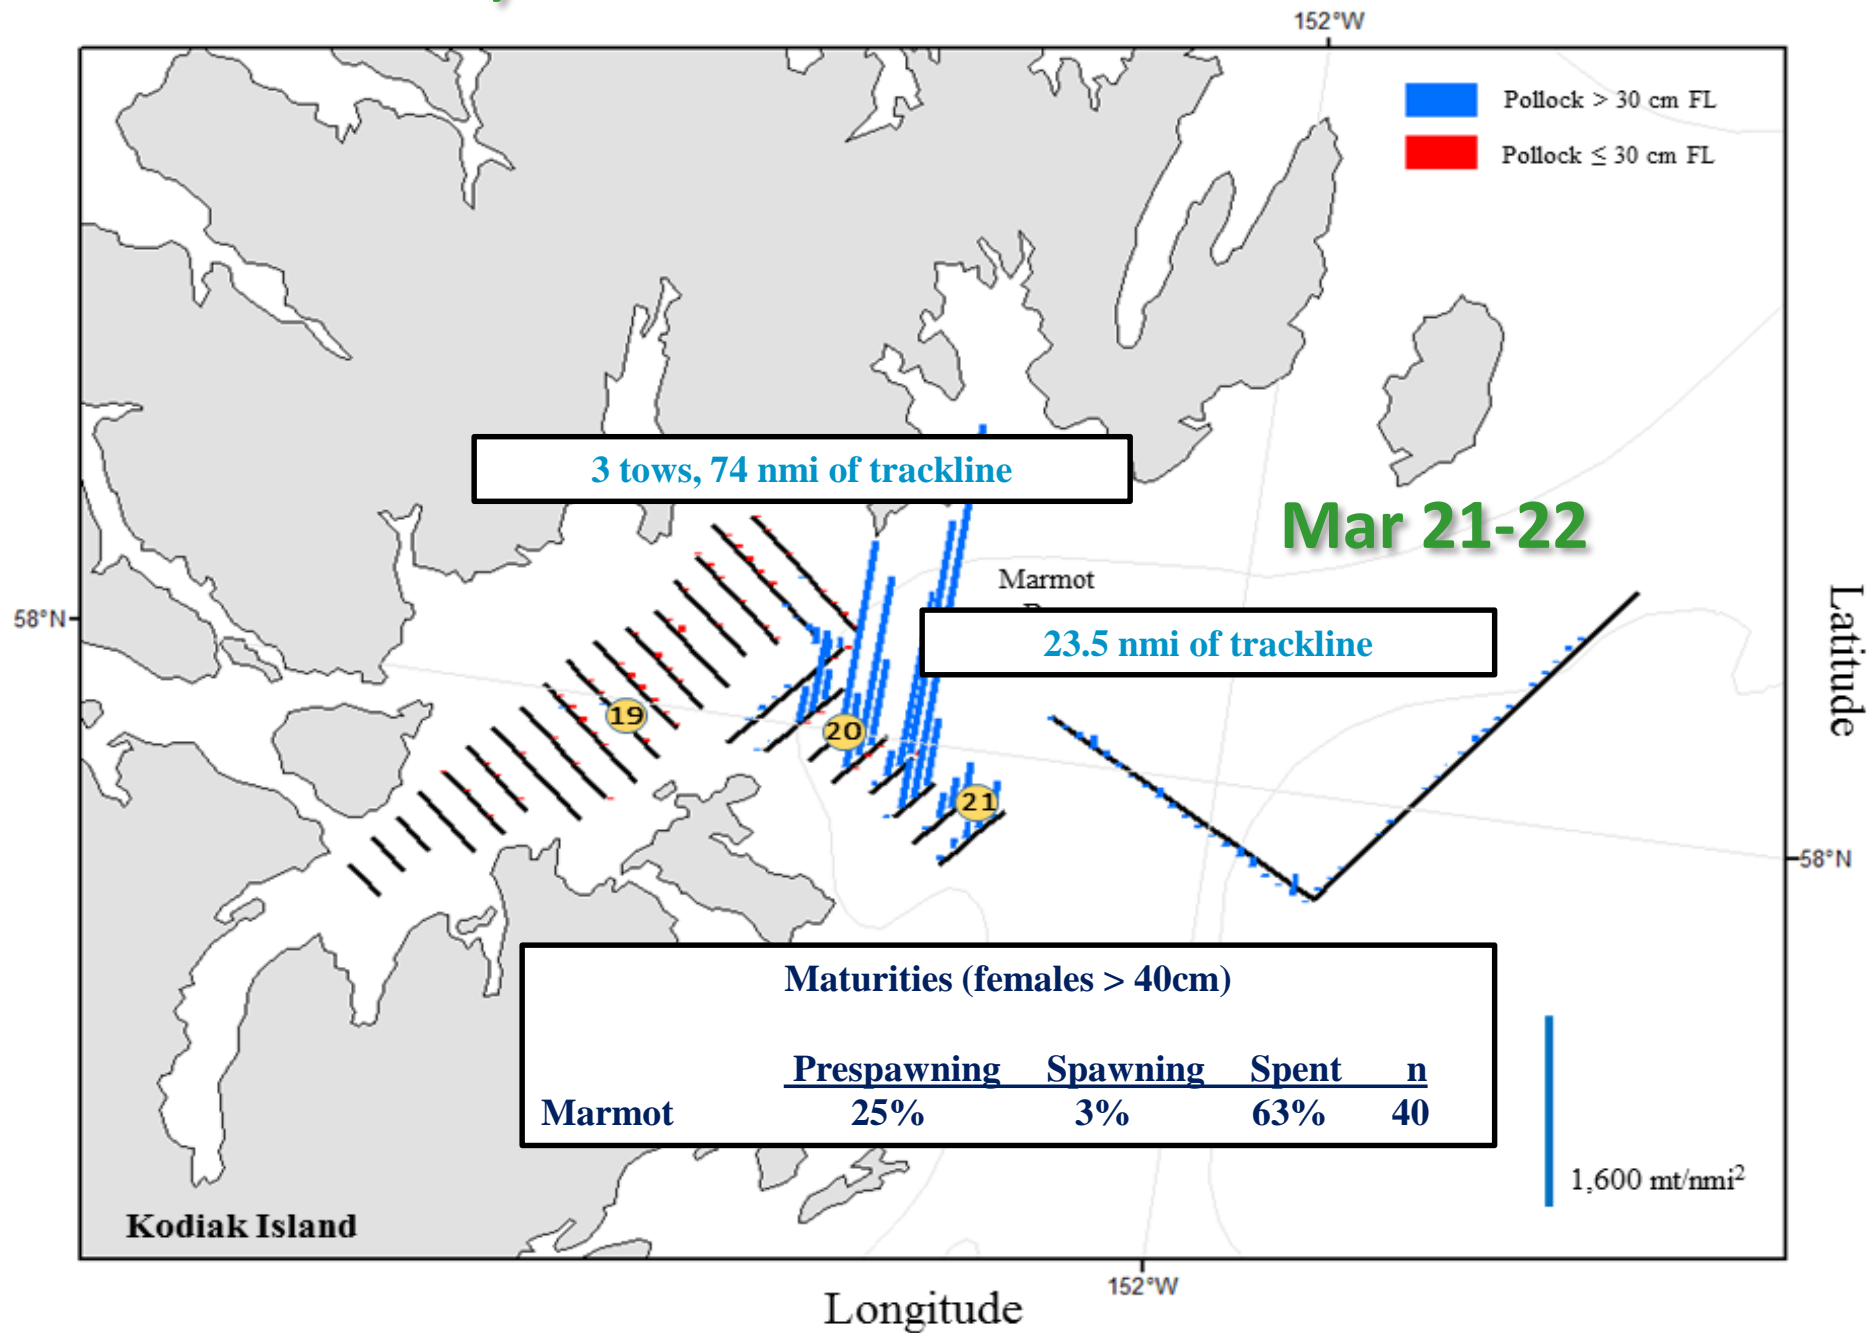 152°W
Pollock > 30 cm FL
Pollock ≤ 30 cm FL
3 tows, 74 nmi of trackline
Mar 21-22
Marmot
58°N
Latitude
23.5 nmi of trackline
19
20
21
58°N
Maturities (females > 40cm)
Prespawning Spawning Spent n
Marmot 25% 3% 63% 40
1,600 mt/nmi²
Kodiak Island
152°W
Longitude